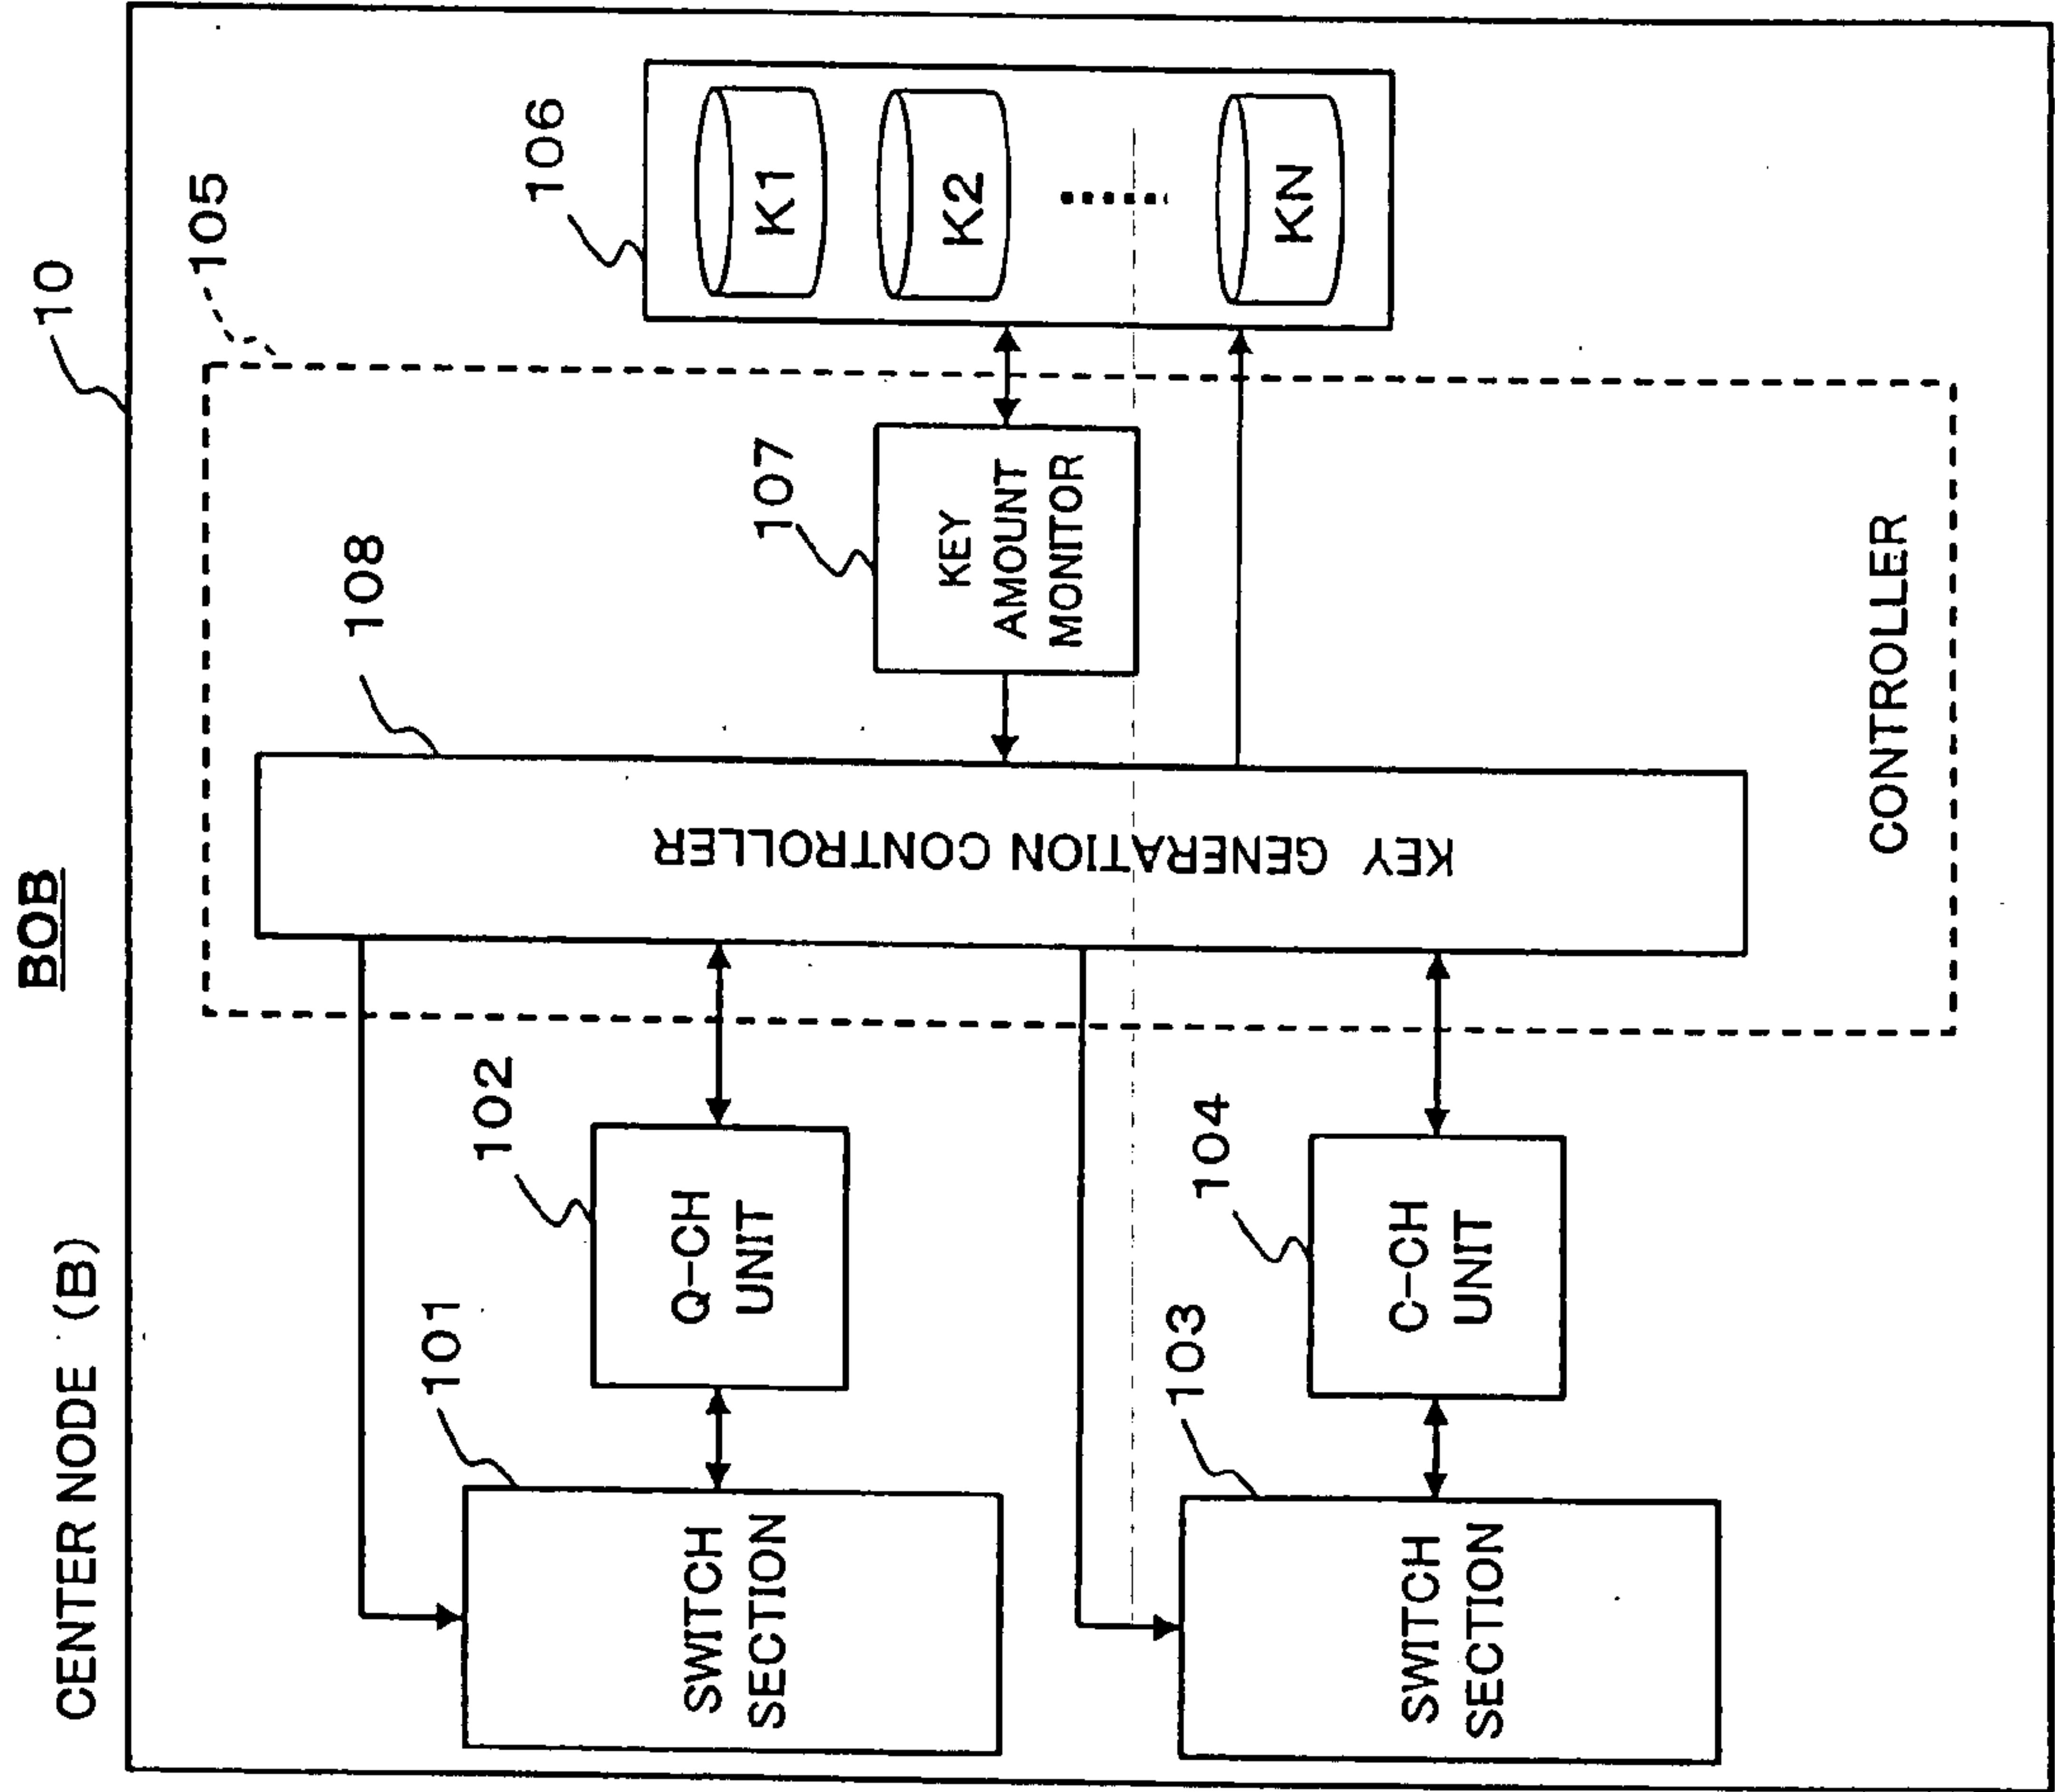 BOB
CENTER NODE (B)
10
105
108
106
107
K1
K2
KN
KEY
AMOUNT
MONITOR
KEY GENERATION CONTROLLER
CONTROLLER
101
102
SWITCH
SECTION
Q-CH
UNIT
103
104
SWITCH
SECTION
C-CH
UNIT